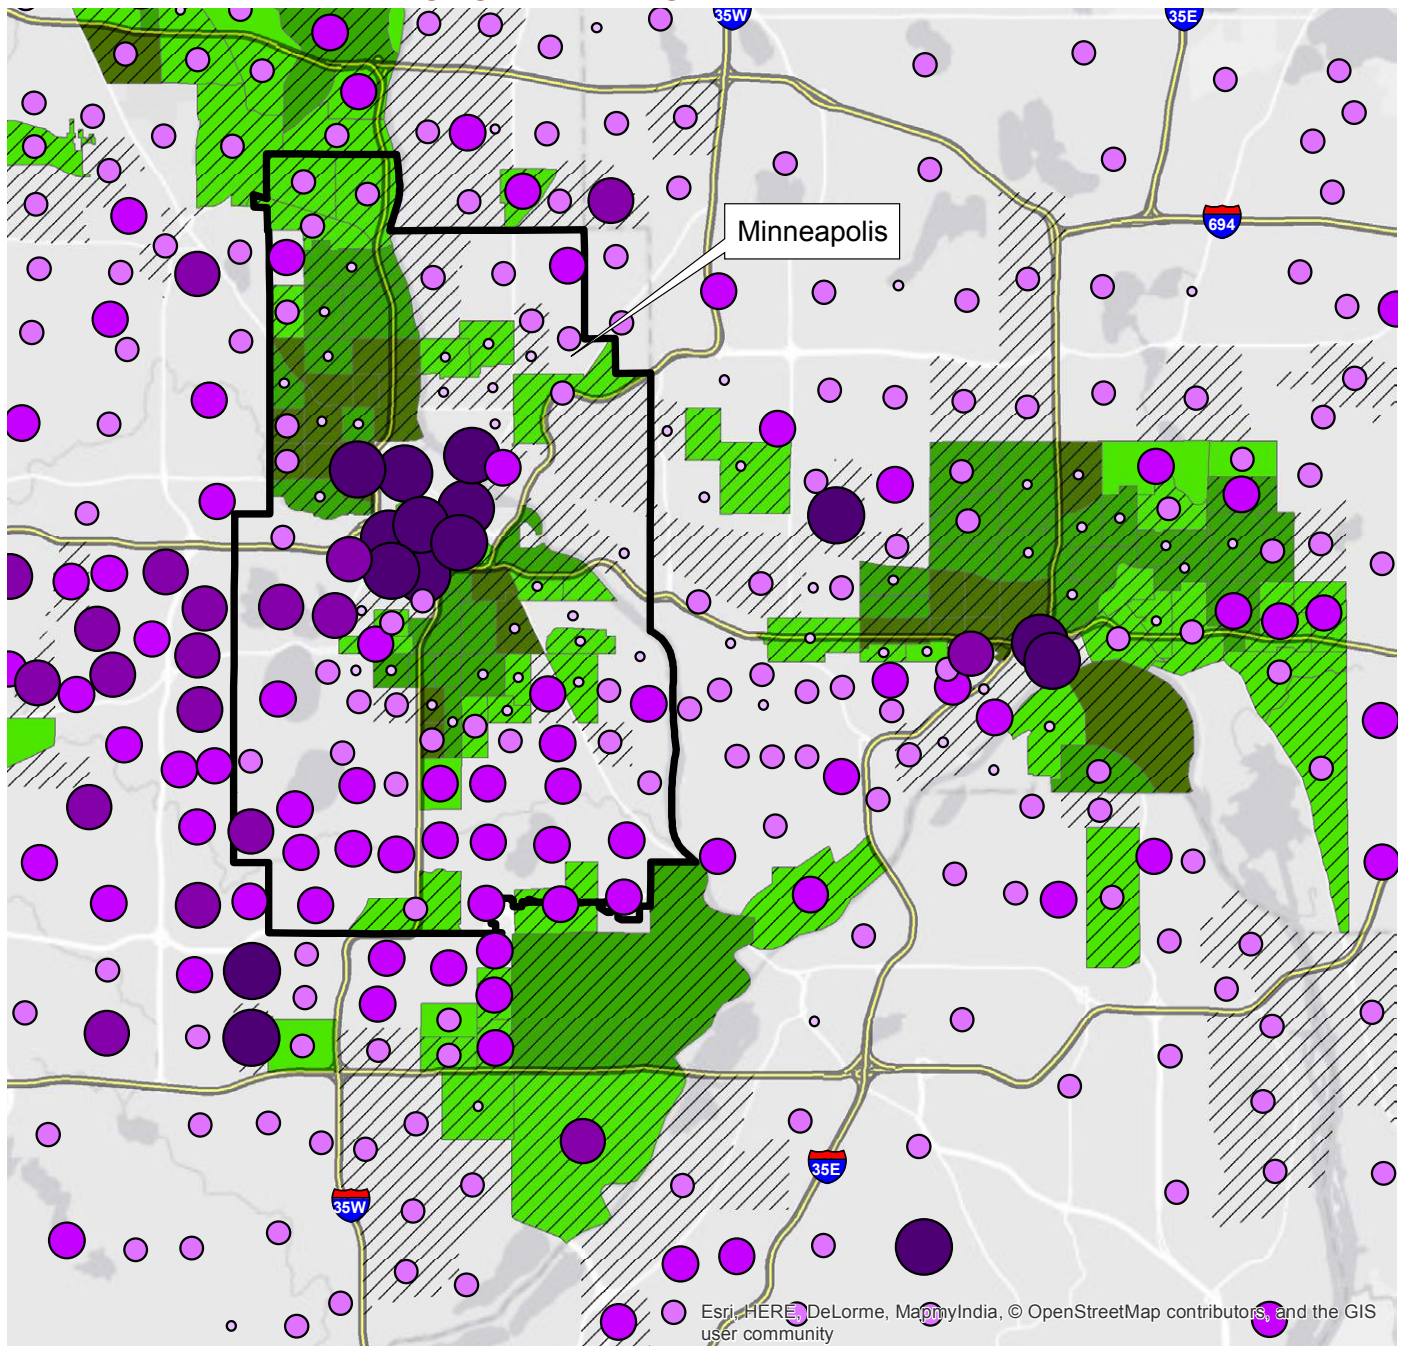 35W
35E
Minneapolis
694
35E
35W
Esri, HERE, DeLorme, MapmyIndia, © OpenStreetMap contributors, and the GIS
user community